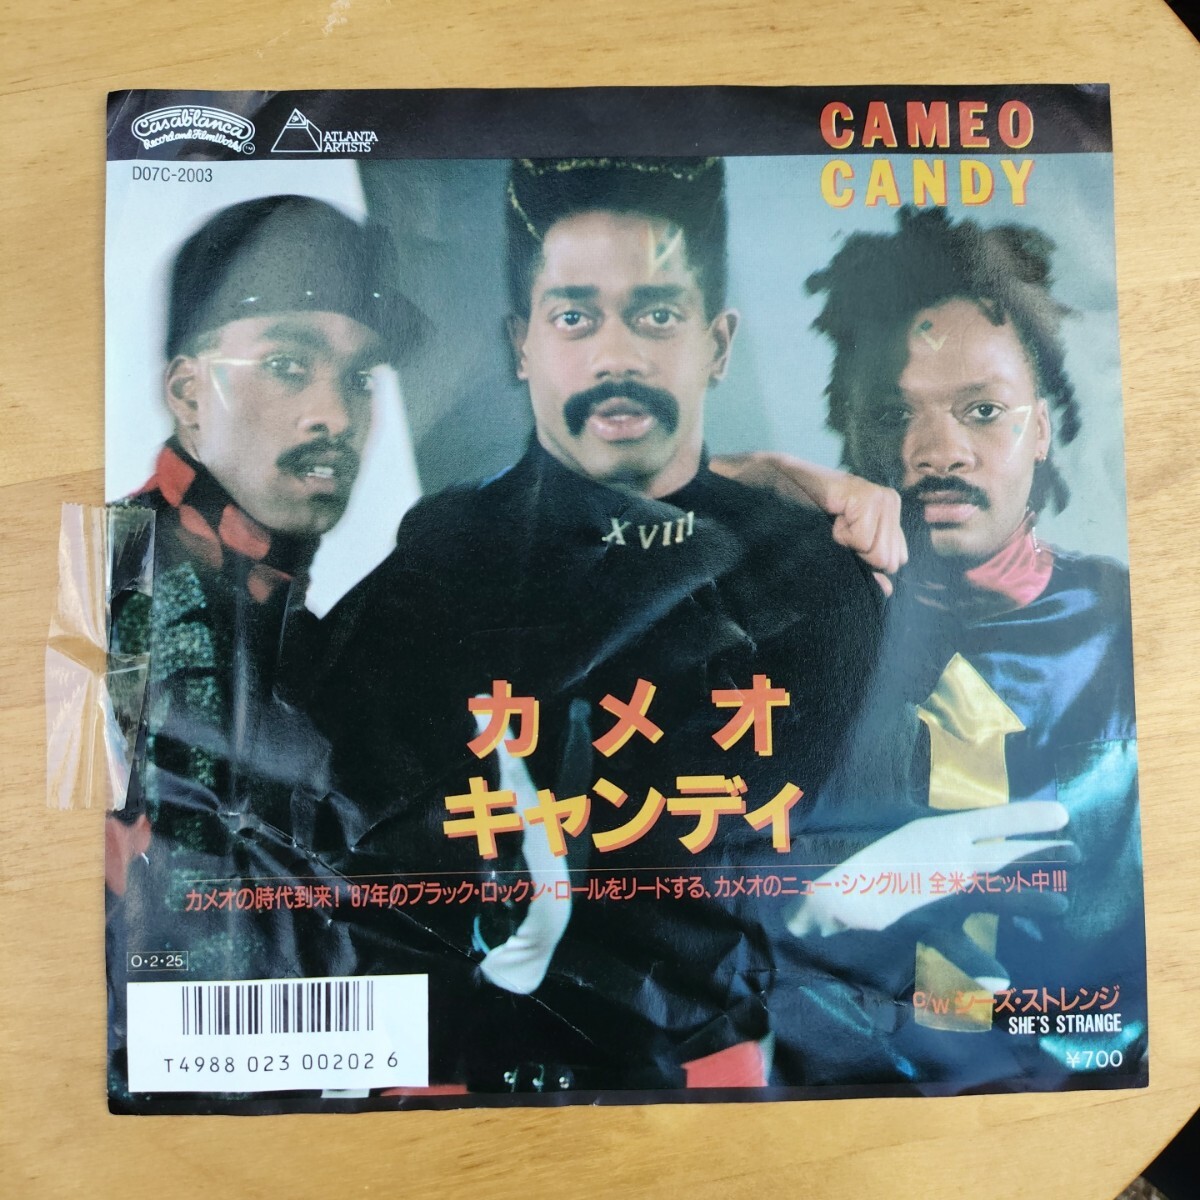 Casablanca
Record and FilmWorks
ATLANTA
ARTISTS
D07C-2003
CAMEO
CANDY
XVIII
カメオ
キャンディ
カメオの時代到来! '87年のブラック・ロックン・ロールをリードする、カメオのニュー・シングル!! 全米大ヒット中!!!
O・2・25
T4988 023 00202 6
C/W シーズ・ストレンジ
SHE'S STRANGE
¥700